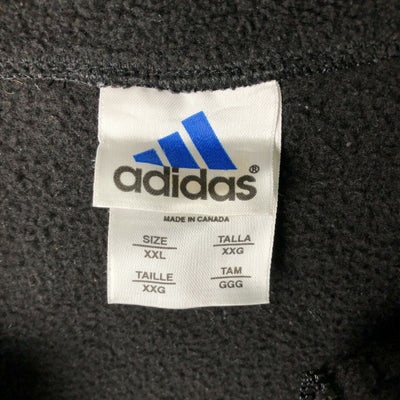 adidas®
MADE IN CANADA
SIZE TALLA
XXL XXG
TAILLE TAM
XXG GGG